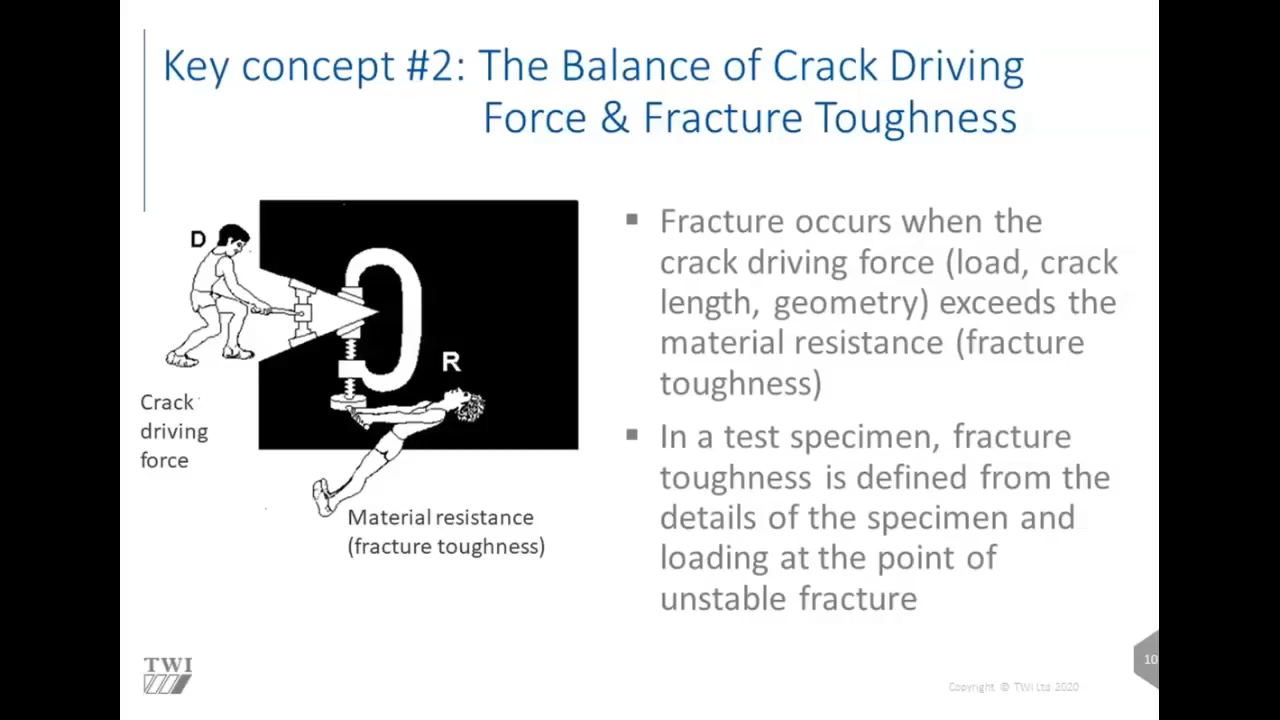 Key concept #2: The Balance of Crack Driving
Force & Fracture Toughness
D
R
Crack
driving
force
Material resistance
(fracture toughness)
▪ Fracture occurs when the
crack driving force (load, crack
length, geometry) exceeds the
material resistance (fracture
toughness)
▪ In a test specimen, fracture
toughness is defined from the
details of the specimen and
loading at the point of
unstable fracture
TWI
Copyright © TWI Ltd 2020
10